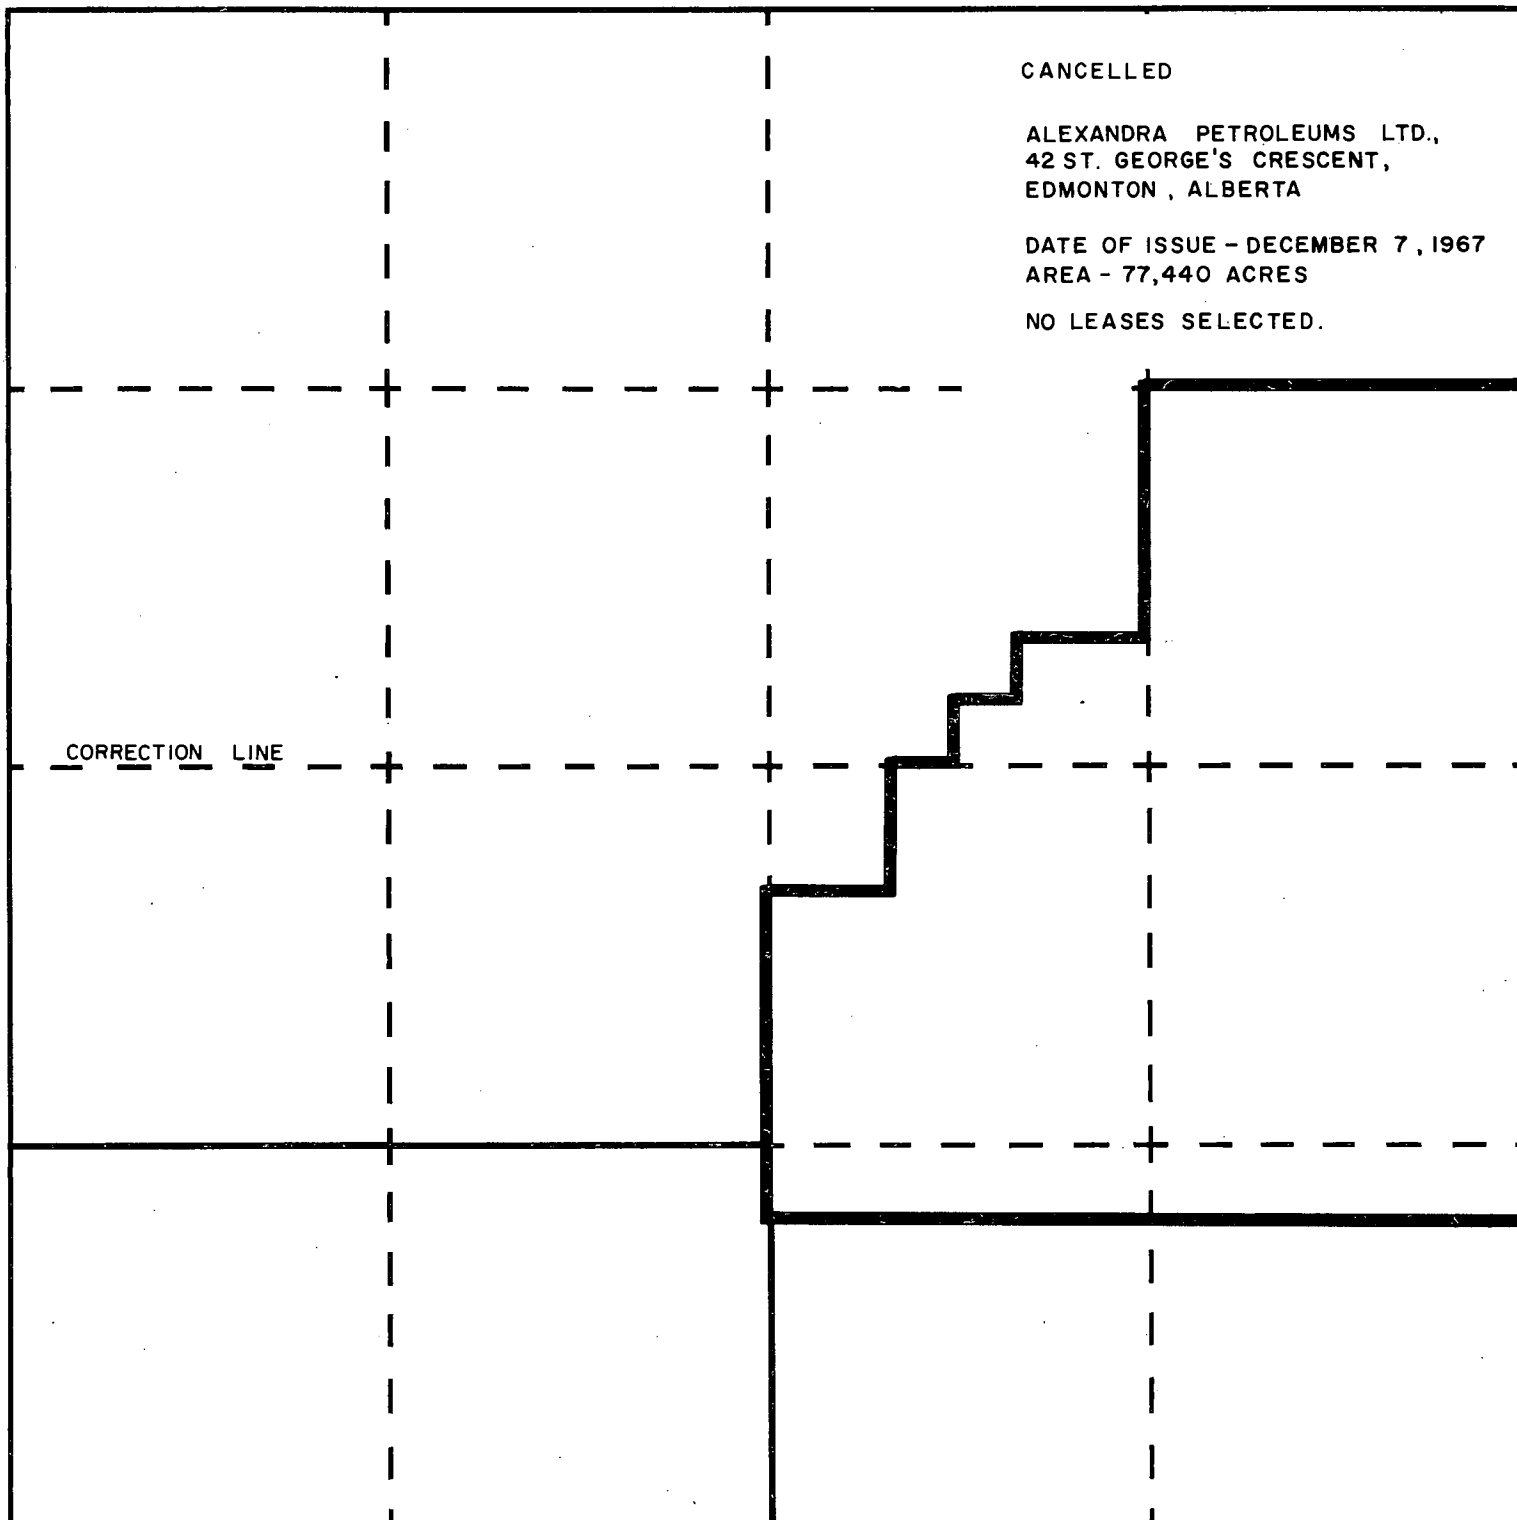 CANCELLED
ALEXANDRA PETROLEUMS LTD.,
42 ST. GEORGE'S CRESCENT,
EDMONTON, ALBERTA
DATE OF ISSUE - DECEMBER 7, 1967
AREA - 77,440 ACRES
NO LEASES SELECTED.
CORRECTION LINE